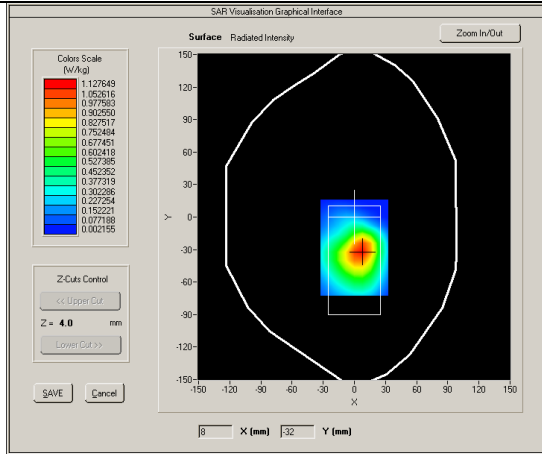 SAR Visualisation Graphical Interface
Surface Radiated Intensity
Zoom In/Out
Colors Scale
(W/kg)
1.127649
1.052616
0.977583
0.902550
0.827517
0.752484
0.677451
0.602418
0.527385
0.452352
0.377319
0.302286
0.227254
0.152221
0.077188
0.002155
Z-Cuts Control
<< Upper Cut
Z = 4.0 mm
Lower Cut >>
SAVE
Cancel
150
120
90
60
30
0
-30
-60
-90
-120
-150
Y
-150 -120 -90 -60 -30 0 30 60 90 120 150
X
8 X (mm) -32 Y (mm)